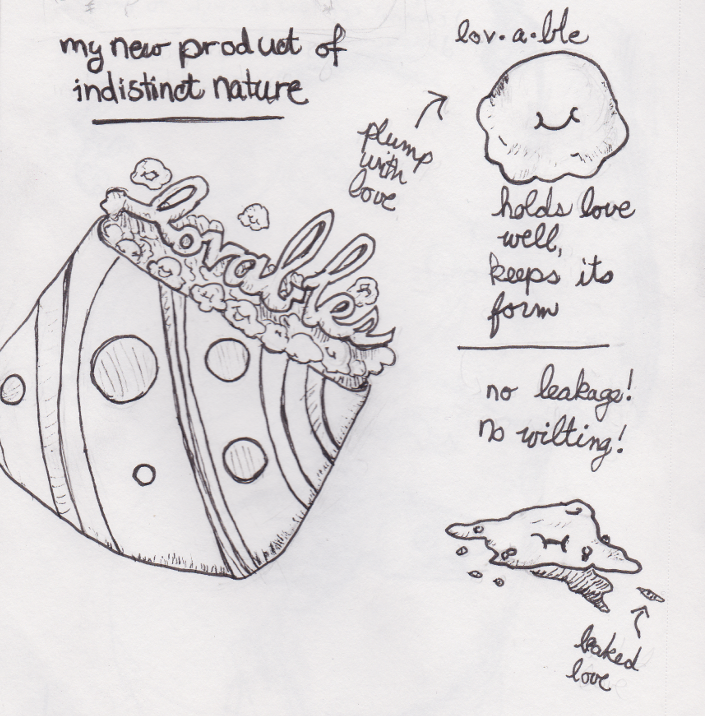 my new product of
indistinct nature
lovables
plump
with
love
lov·a·ble
holds love
well,
keeps its
form
no leakage!
no wilting!
leaked
love